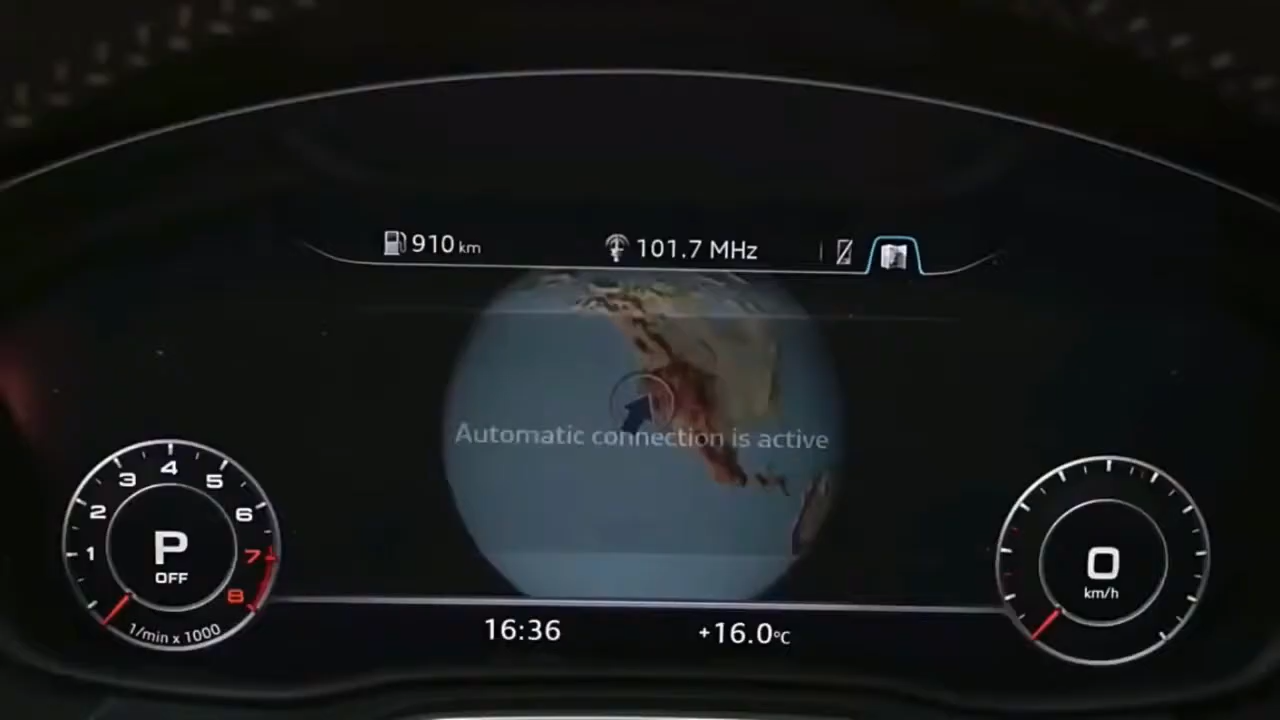 910 km
101.7 MHz
Automatic connection is active
1
2
3
4
5
6
7
8
P
OFF
1/min x 1000
0
km/h
16:36
+16.0°C